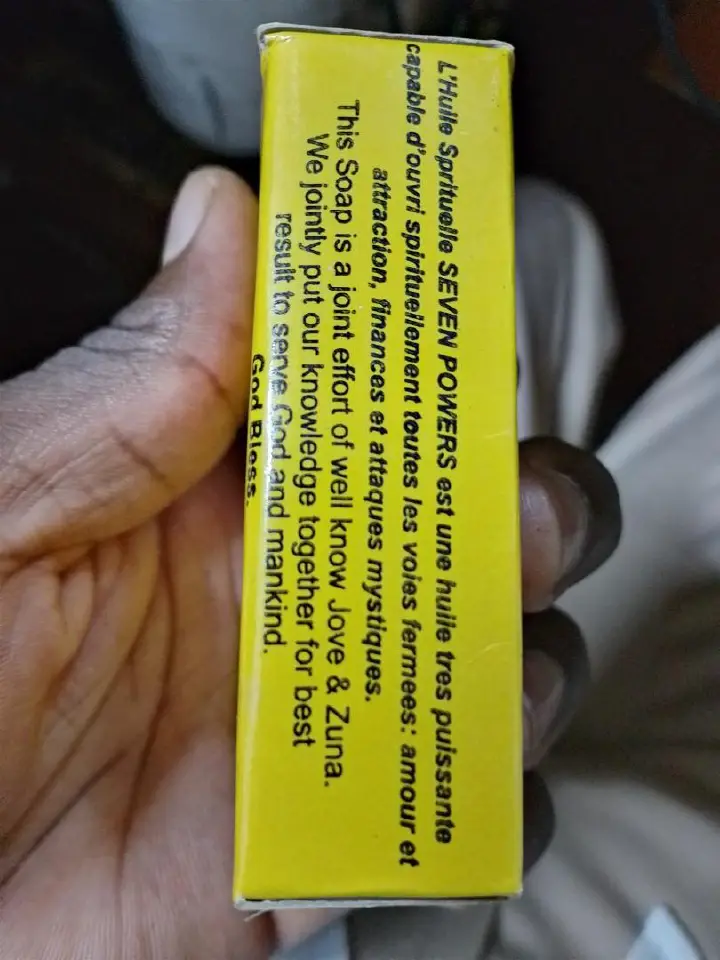 L'Huile Sprituelle SEVEN POWERS est une huile tres puissante
capable d'ouvri spirituellement toutes les voies fermees: amour et
attraction, finances et attaques mystiques.
This Soap is a joint effort of well know Jove & Zuna.
We jointly put our knowledge together for best
result to serve God and mankind.
God Bless.